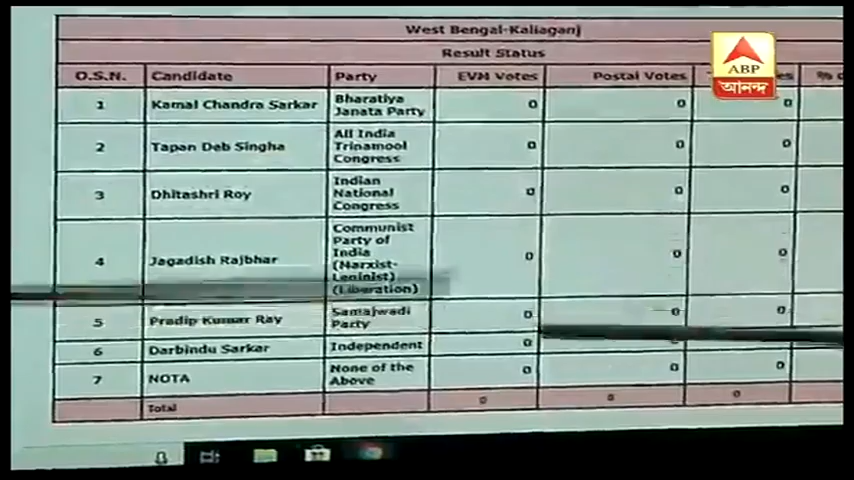 West Bengal-Kaliaganj
Result Status
O.S.N. Candidate Party EVM Votes Postal Votes
1 Kamal Chandra Sarkar Bharatiya Janata Party 0 0 0
2 Tapan Deb Singha All India Trinamool Congress 0 0 0
3 Dhitashri Roy Indian National Congress 0 0 0
4 Jagadish Rajbhar Communist Party of India (Marxist-Leninist) (Liberation) 0 0 0
5 Pradip Kumar Ray Samajwadi Party 0 0 0
6 Darbindu Sarkar Independent 0
7 NOTA None of the Above 0 0 0
Total 0 0 0
ABP
আনন্দ